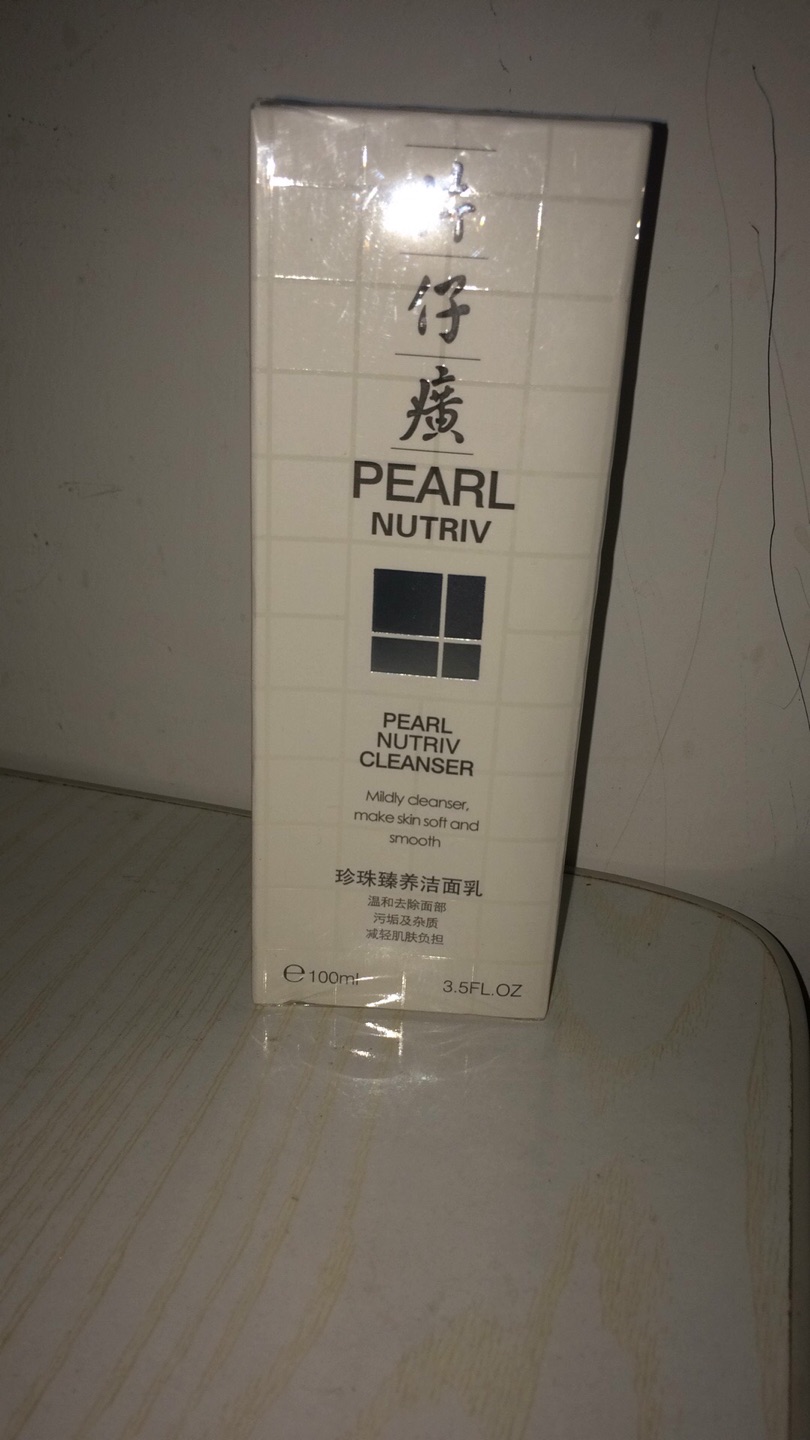 片
仔
癀
PEARL
NUTRIV
PEARL
NUTRIV
CLEANSER
Mildly cleanser,
make skin soft and
smooth
珍珠臻养洁面乳
温和去除面部
污垢及杂质
减轻肌肤负担
℮100ml 3.5FL.OZ